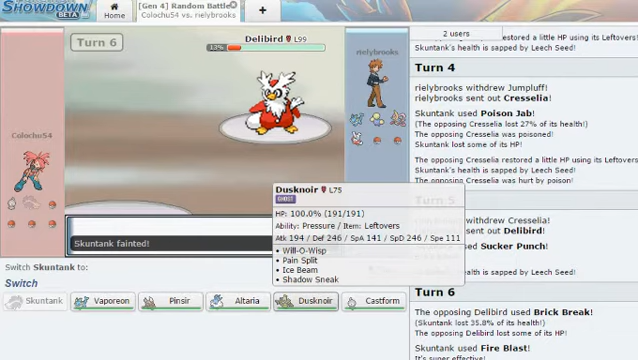 SHOWDOWN
BETA
Home
[Gen 4] Random Battle
Colochu54 vs. rielybrooks
Turn 6
Delibird L99
13%
rielybrooks
Colochu54
Dusknoir L75
GHOST
HP: 100.0% (191/191)
Ability: Pressure / Item: Leftovers
Atk 194 / Def 246 / SpA 141 / SpD 246 / Spe 111
• Will-O-Wisp
• Pain Split
• Ice Beam
• Shadow Sneak
Skuntank fainted!
Switch Skuntank to:
Switch
Skuntank
Vaporeon
Pinsir
Altaria
Dusknoir
Castform
restored a little HP using its Leftovers!
2 users
Skuntank's health is sapped by Leech Seed!
Turn 4
rielybrooks withdrew Jumpluff!
rielybrooks sent out Cresselia!
Skuntank used Poison Jab!
(The opposing Cresselia lost 27% of its health!)
The opposing Cresselia was poisoned!
Skuntank lost some of its HP!
The opposing Cresselia restored a little HP using its Leftovers!
Skuntank's health is sapped by Leech Seed!
The opposing Cresselia was hurt by poison!
Turn 5
rielybrooks withdrew Cresselia!
sent out Delibird!
Sucker Punch!
Turn 6
The opposing Delibird used Brick Break!
(Skuntank lost 35.8% of its health!)
The opposing Delibird lost some of its HP!
Skuntank used Fire Blast!
It's super effective!